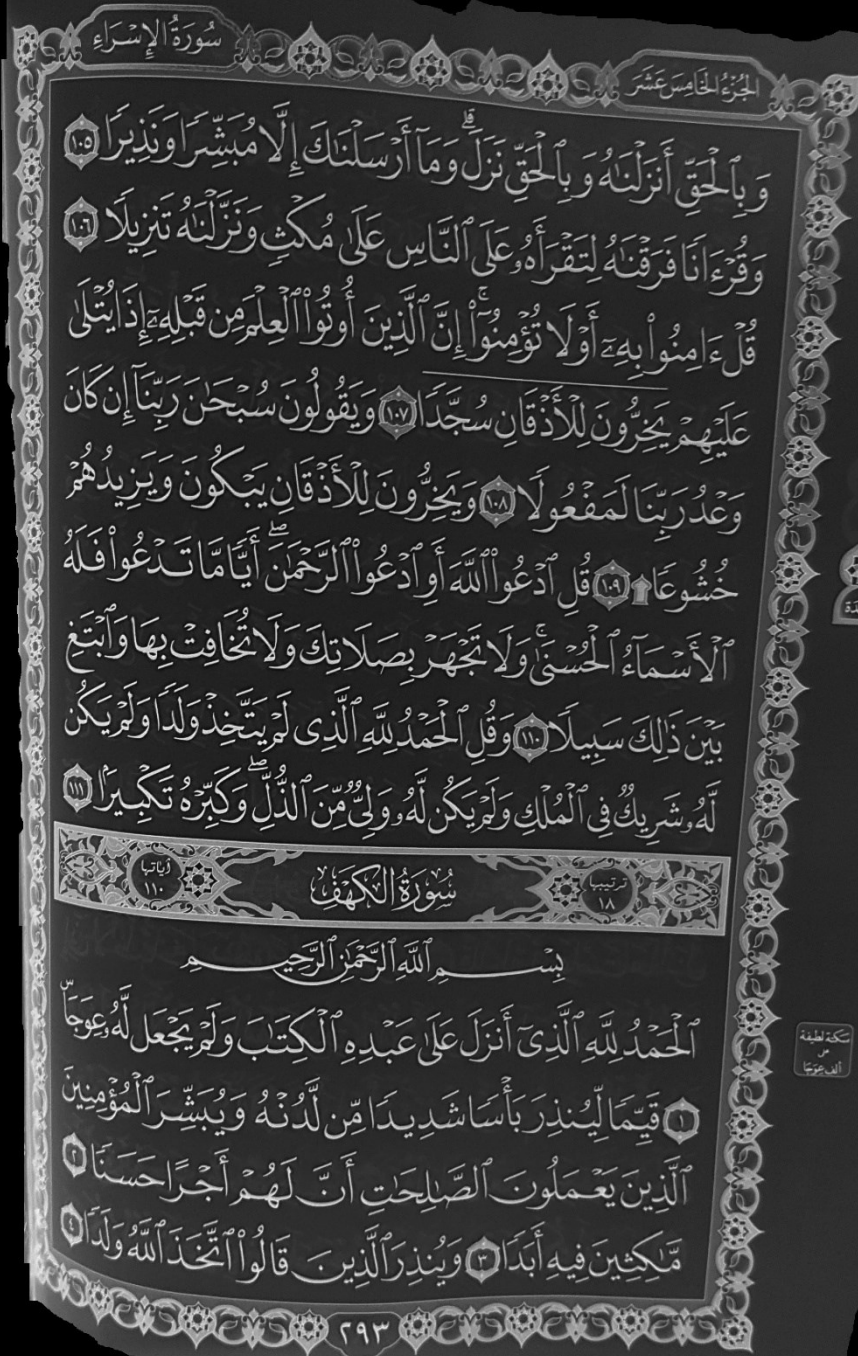 سُورَةُ الإِسْرَاءِ
الجُزْءُ الخَامِسَ عَشَرَ
وَبِٱلْحَقِّ أَنزَلْنَٰهُ وَبِٱلْحَقِّ نَزَلَۗ وَمَآ أَرْسَلْنَٰكَ إِلَّا مُبَشِّرًا وَنَذِيرًا ١٠٥
وَقُرْءَانًا فَرَقْنَٰهُ لِتَقْرَأَهُۥ عَلَى ٱلنَّاسِ عَلَىٰ مُكْثٍ وَنَزَّلْنَٰهُ تَنزِيلًا ١٠٦
قُلْ ءَامِنُوا۟ بِهِۦٓ أَوْ لَا تُؤْمِنُوٓا۟ۚ إِنَّ ٱلَّذِينَ أُوتُوا۟ ٱلْعِلْمَ مِن قَبْلِهِۦٓ إِذَا يُتْلَىٰ
عَلَيْهِمْ يَخِرُّونَ لِلْأَذْقَانِ سُجَّدًا ١٠٧ وَيَقُولُونَ سُبْحَٰنَ رَبِّنَآ إِن كَانَ
وَعْدُ رَبِّنَا لَمَفْعُولًا ١٠٨ وَيَخِرُّونَ لِلْأَذْقَانِ يَبْكُونَ وَيَزِيدُهُمْ
خُشُوعًا ۩ ١٠٩ قُلِ ٱدْعُوا۟ ٱللَّهَ أَوِ ٱدْعُوا۟ ٱلرَّحْمَٰنَۖ أَيًّا مَّا تَدْعُوا۟ فَلَهُ
ٱلْأَسْمَآءُ ٱلْحُسْنَىٰۚ وَلَا تَجْهَرْ بِصَلَاتِكَ وَلَا تُخَافِتْ بِهَا وَٱبْتَغِ
بَيْنَ ذَٰلِكَ سَبِيلًا ١١٠ وَقُلِ ٱلْحَمْدُ لِلَّهِ ٱلَّذِى لَمْ يَتَّخِذْ وَلَدًا وَلَمْ يَكُن
لَّهُۥ شَرِيكٌ فِى ٱلْمُلْكِ وَلَمْ يَكُن لَّهُۥ وَلِىٌّ مِّنَ ٱلذُّلِّۖ وَكَبِّرْهُ تَكْبِيرًۢا ١١١
ترتيبها ١٨
سُورَةُ الكَهْفِ
آياتها ١١٠
بِسْمِ ٱللَّهِ ٱلرَّحْمَٰنِ ٱلرَّحِيمِ
ٱلْحَمْدُ لِلَّهِ ٱلَّذِىٓ أَنزَلَ عَلَىٰ عَبْدِهِ ٱلْكِتَٰبَ وَلَمْ يَجْعَل لَّهُۥ عِوَجَاۜ
سكتة لطيفة
على
ألف عِوَجَا
١ قَيِّمًا لِّيُنذِرَ بَأْسًا شَدِيدًا مِّن لَّدُنْهُ وَيُبَشِّرَ ٱلْمُؤْمِنِينَ
ٱلَّذِينَ يَعْمَلُونَ ٱلصَّٰلِحَٰتِ أَنَّ لَهُمْ أَجْرًا حَسَنًا ٢
مَّٰكِثِينَ فِيهِ أَبَدًا ٣ وَيُنذِرَ ٱلَّذِينَ قَالُوا۟ ٱتَّخَذَ ٱللَّهُ وَلَدًا ٤
٢٩٣